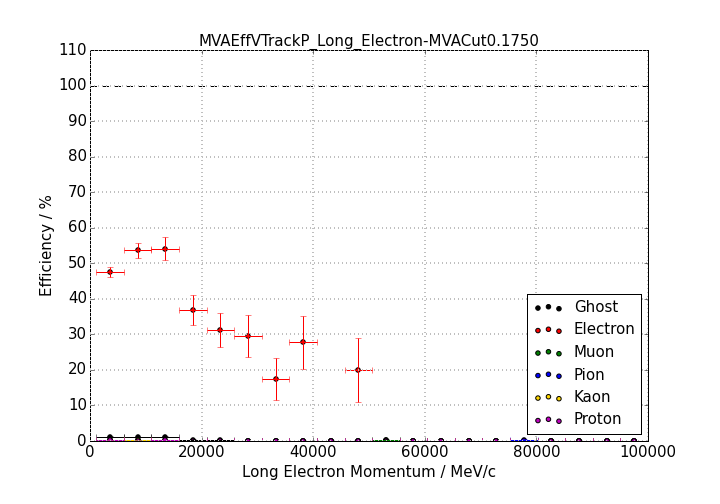 MVAEffVTrackP_Long_Electron-MVACut0.1750
110
100
90
80
70
60
50
40
30
20
10
0
Efficiency / %
Ghost
Electron
Muon
Pion
Kaon
Proton
0 20000 40000 60000 80000 100000
Long Electron Momentum / MeV/c